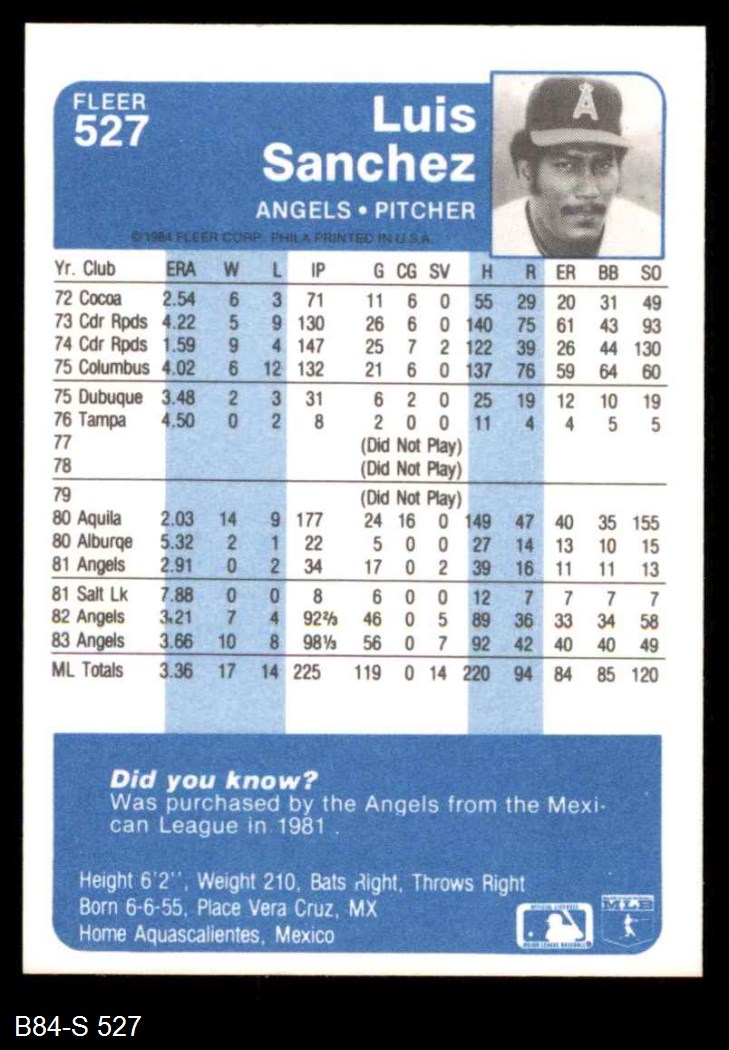 FLEER
527
Luis
Sanchez
ANGELS • PITCHER
© 1984 FLEER CORP. PHILA PRINTED IN U.S.A.
Yr. Club ERA W L IP G CG SV H R ER BB SO
72 Cocoa 2.54 6 3 71 11 6 0 55 29 20 31 49
73 Cdr Rpds 4.22 5 9 130 26 6 0 140 75 61 43 93
74 Cdr Rpds 1.59 9 4 147 25 7 2 122 39 26 44 130
75 Columbus 4.02 6 12 132 21 6 0 137 76 59 64 60
75 Dubuque 3.48 2 3 31 6 2 0 25 19 12 10 19
76 Tampa 4.50 0 2 8 2 0 0 11 4 4 5 5
77 (Did Not Play)
78 (Did Not Play)
79 (Did Not Play)
80 Aquila 2.03 14 9 177 24 16 0 149 47 40 35 155
80 Alburqe 5.32 2 1 22 5 0 0 27 14 13 10 15
81 Angels 2.91 0 2 34 17 0 2 39 16 11 11 13
81 Salt Lk 7.88 0 0 8 6 0 0 12 7 7 7 7
82 Angels 3.21 7 4 92⅔ 46 0 5 89 36 33 34 58
83 Angels 3.66 10 8 98⅓ 56 0 7 92 42 40 40 49
ML Totals 3.36 17 14 225 119 0 14 220 94 84 85 120
Did you know?
Was purchased by the Angels from the Mexi-
can League in 1981 .
Height 6'2'', Weight 210, Bats Right, Throws Right
Born 6-6-55, Place Vera Cruz, MX
Home Aquascalientes, Mexico
MAJOR LEAGUE BASEBALL
B84-S 527